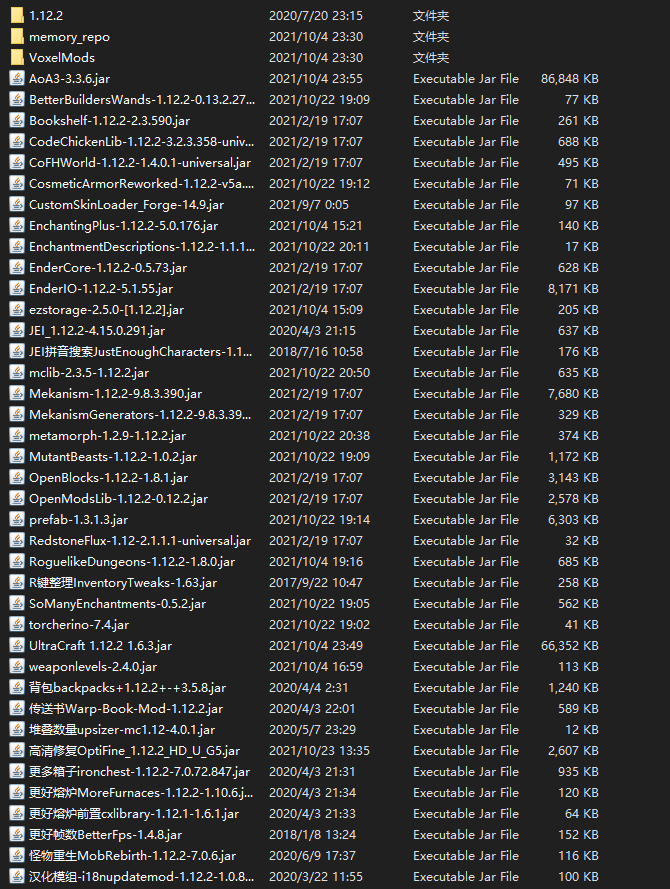 1.12.2 2020/7/20 23:15 文件夹
memory_repo 2021/10/4 23:30 文件夹
VoxelMods 2021/10/4 23:30 文件夹
AoA3-3.3.6.jar 2021/10/4 23:55 Executable Jar File 86,848 KB
BetterBuildersWands-1.12.2-0.13.2.27... 2021/10/22 19:09 Executable Jar File 77 KB
Bookshelf-1.12.2-2.3.590.jar 2021/2/19 17:07 Executable Jar File 261 KB
CodeChickenLib-1.12.2-3.2.3.358-univ... 2021/2/19 17:07 Executable Jar File 688 KB
CoFHWorld-1.12.2-1.4.0.1-universal.jar 2021/2/19 17:07 Executable Jar File 495 KB
CosmeticArmorReworked-1.12.2-v5a.... 2021/10/22 19:12 Executable Jar File 71 KB
CustomSkinLoader_Forge-14.9.jar 2021/9/7 0:05 Executable Jar File 97 KB
EnchantingPlus-1.12.2-5.0.176.jar 2021/10/4 15:21 Executable Jar File 140 KB
EnchantmentDescriptions-1.12.2-1.1.1... 2021/10/22 20:11 Executable Jar File 17 KB
EnderCore-1.12.2-0.5.73.jar 2021/2/19 17:07 Executable Jar File 628 KB
EnderIO-1.12.2-5.1.55.jar 2021/2/19 17:07 Executable Jar File 8,171 KB
ezstorage-2.5.0-[1.12.2].jar 2021/10/4 15:09 Executable Jar File 205 KB
JEI_1.12.2-4.15.0.291.jar 2020/4/3 21:15 Executable Jar File 637 KB
JEI拼音搜索JustEnoughCharacters-1.1... 2018/7/16 10:58 Executable Jar File 176 KB
mclib-2.3.5-1.12.2.jar 2021/10/22 20:50 Executable Jar File 635 KB
Mekanism-1.12.2-9.8.3.390.jar 2021/2/19 17:07 Executable Jar File 7,680 KB
MekanismGenerators-1.12.2-9.8.3.39... 2021/2/19 17:07 Executable Jar File 329 KB
metamorph-1.2.9-1.12.2.jar 2021/10/22 20:38 Executable Jar File 374 KB
MutantBeasts-1.12.2-1.0.2.jar 2021/10/22 19:09 Executable Jar File 1,172 KB
OpenBlocks-1.12.2-1.8.1.jar 2021/2/19 17:07 Executable Jar File 3,143 KB
OpenModsLib-1.12.2-0.12.2.jar 2021/2/19 17:07 Executable Jar File 2,578 KB
prefab-1.3.1.3.jar 2021/10/22 19:14 Executable Jar File 6,303 KB
RedstoneFlux-1.12-2.1.1.1-universal.jar 2021/2/19 17:07 Executable Jar File 32 KB
RoguelikeDungeons-1.12.2-1.8.0.jar 2021/10/4 19:16 Executable Jar File 685 KB
R键整理InventoryTweaks-1.63.jar 2017/9/22 10:47 Executable Jar File 258 KB
SoManyEnchantments-0.5.2.jar 2021/10/22 19:05 Executable Jar File 562 KB
torcherino-7.4.jar 2021/10/22 19:02 Executable Jar File 41 KB
UltraCraft 1.12.2 1.6.3.jar 2021/10/4 23:49 Executable Jar File 66,352 KB
weaponlevels-2.4.0.jar 2021/10/4 16:59 Executable Jar File 113 KB
背包backpacks+1.12.2+-+3.5.8.jar 2020/4/4 2:31 Executable Jar File 1,240 KB
传送书Warp-Book-Mod-1.12.2.jar 2020/4/3 22:01 Executable Jar File 589 KB
堆叠数量upsizer-mc1.12-4.0.1.jar 2020/5/7 23:29 Executable Jar File 12 KB
高清修复OptiFine_1.12.2_HD_U_G5.jar 2021/10/23 13:35 Executable Jar File 2,607 KB
更多箱子ironchest-1.12.2-7.0.72.847.jar 2020/4/3 21:31 Executable Jar File 935 KB
更好熔炉MoreFurnaces-1.12.2-1.10.6.j... 2020/4/3 21:34 Executable Jar File 120 KB
更好熔炉前置cxlibrary-1.12.1-1.6.1.jar 2020/4/3 21:33 Executable Jar File 64 KB
更好帧数BetterFps-1.4.8.jar 2018/1/8 13:24 Executable Jar File 152 KB
怪物重生MobRebirth-1.12.2-7.0.6.jar 2020/6/9 17:37 Executable Jar File 116 KB
汉化模组-i18nupdatemod-1.12.2-1.0.8... 2020/3/22 11:55 Executable Jar File 100 KB